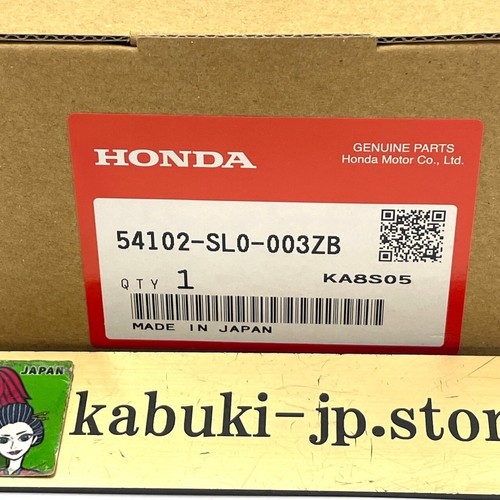 HONDA
GENUINE PARTS
Honda Motor Co., Ltd.
54102-SL0-003ZB
QTY 1
KA8S05
MADE IN JAPAN
JAPAN
kabuki-jp.stor